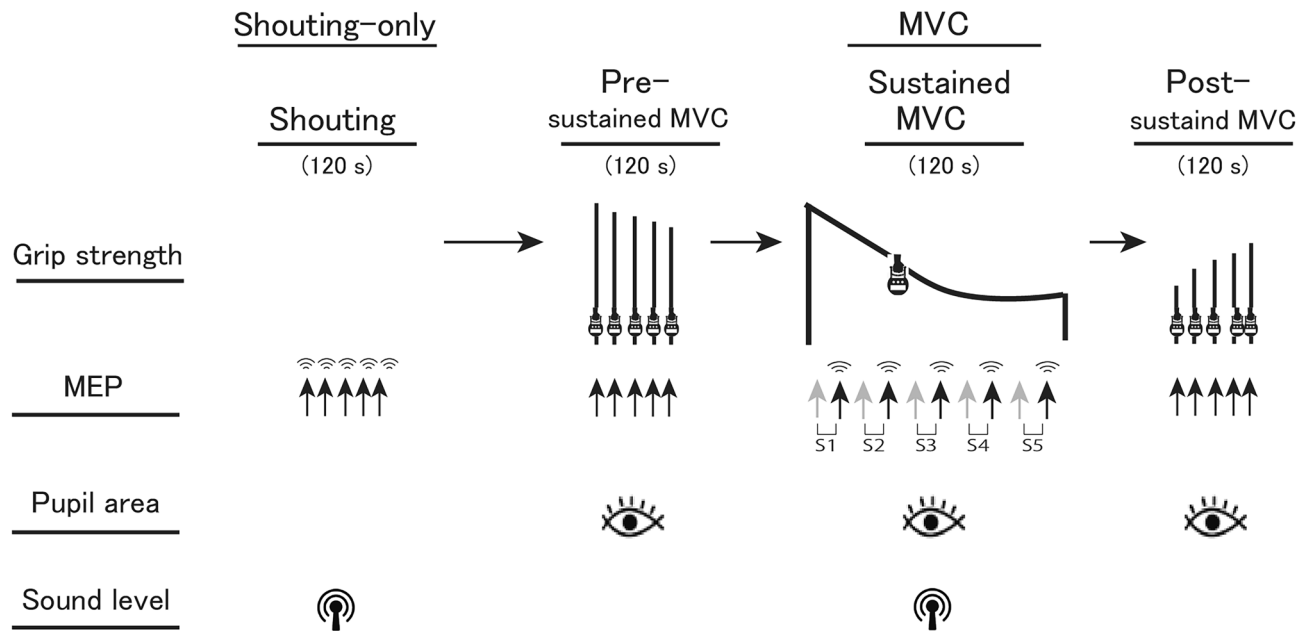 Shouting-only
MVC
Shouting
(120 s)
Pre-
sustained MVC
(120 s)
Sustained
MVC
(120 s)
Post-
sustaind MVC
(120 s)
Grip strength
MEP
S1 S2 S3 S4 S5
Pupil area
Sound level